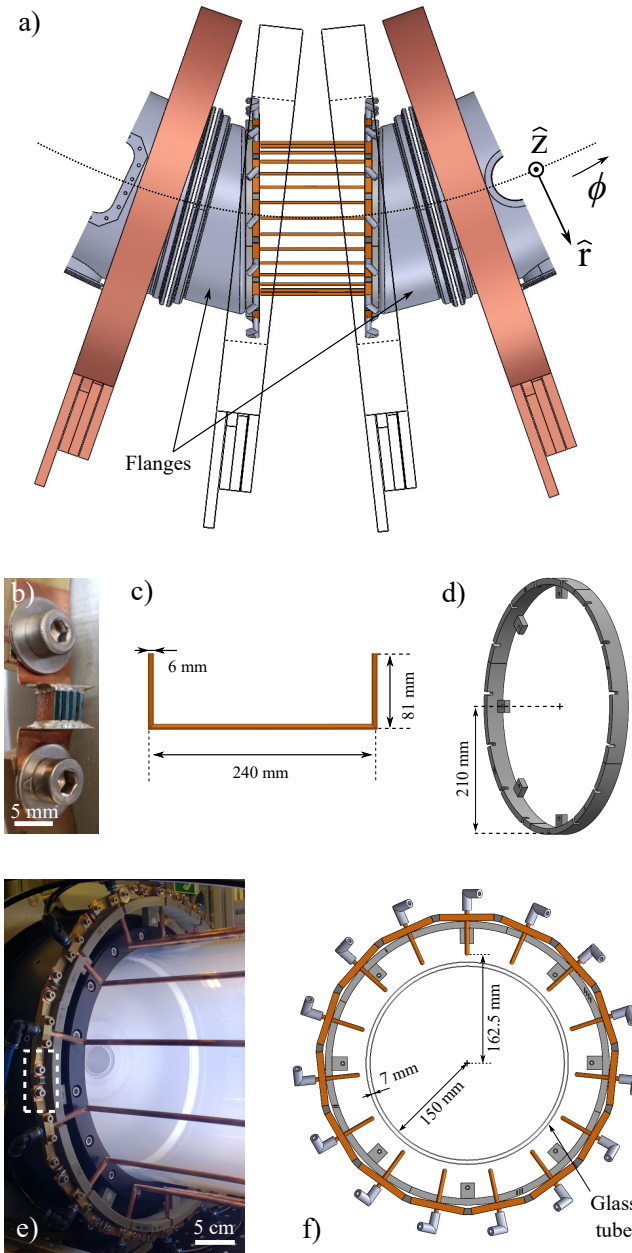 a)
ẑ
ϕ
r̂
Flanges
b)
c)
d)
6 mm
81 mm
240 mm
210 mm
5 mm
e)
5 cm
f)
162.5 mm
7 mm
150 mm
Glass
tube